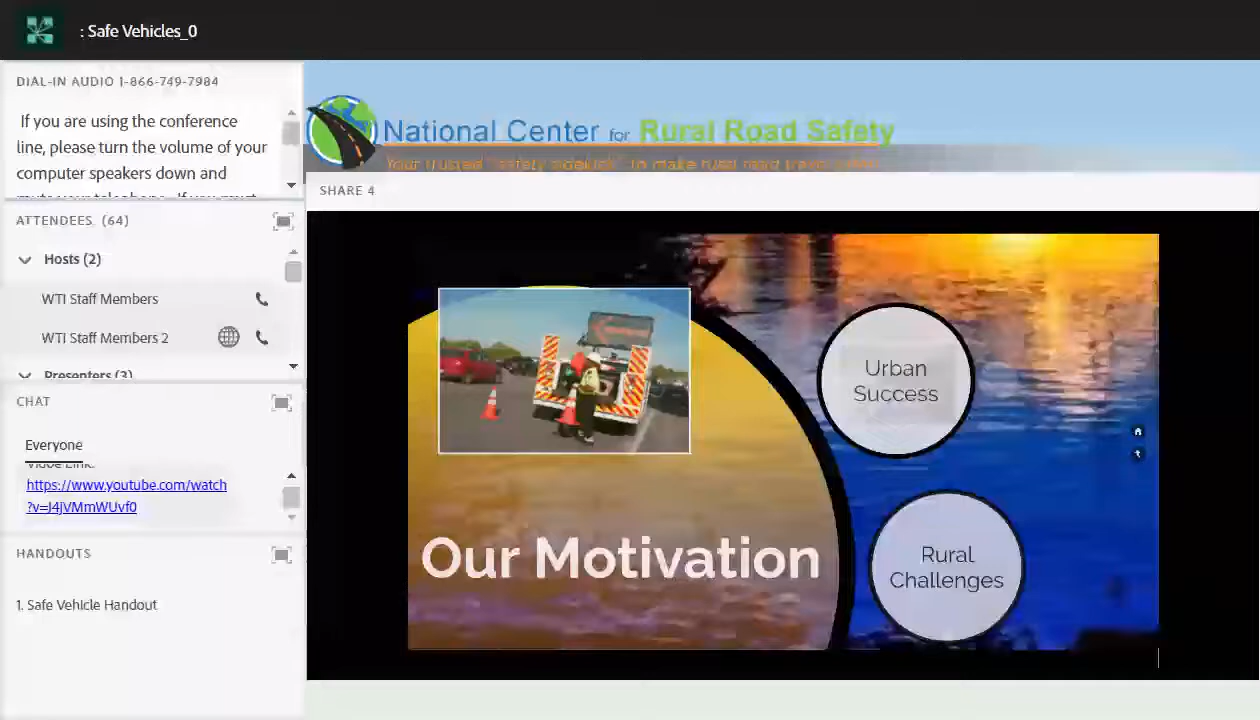 : Safe Vehicles_0
DIAL-IN AUDIO 1-866-749-7984
If you are using the conference
line, please turn the volume of your
computer speakers down and
ATTENDEES (64)
Hosts (2)
WTI Staff Members
WTI Staff Members 2
Presenters (3)
CHAT
Everyone
Video Link:
https://www.youtube.com/watch
?v=J4jVMmWUvf0
HANDOUTS
1. Safe Vehicle Handout
National Center for Rural Road Safety
SHARE 4
Our Motivation
Urban
Success
Rural
Challenges